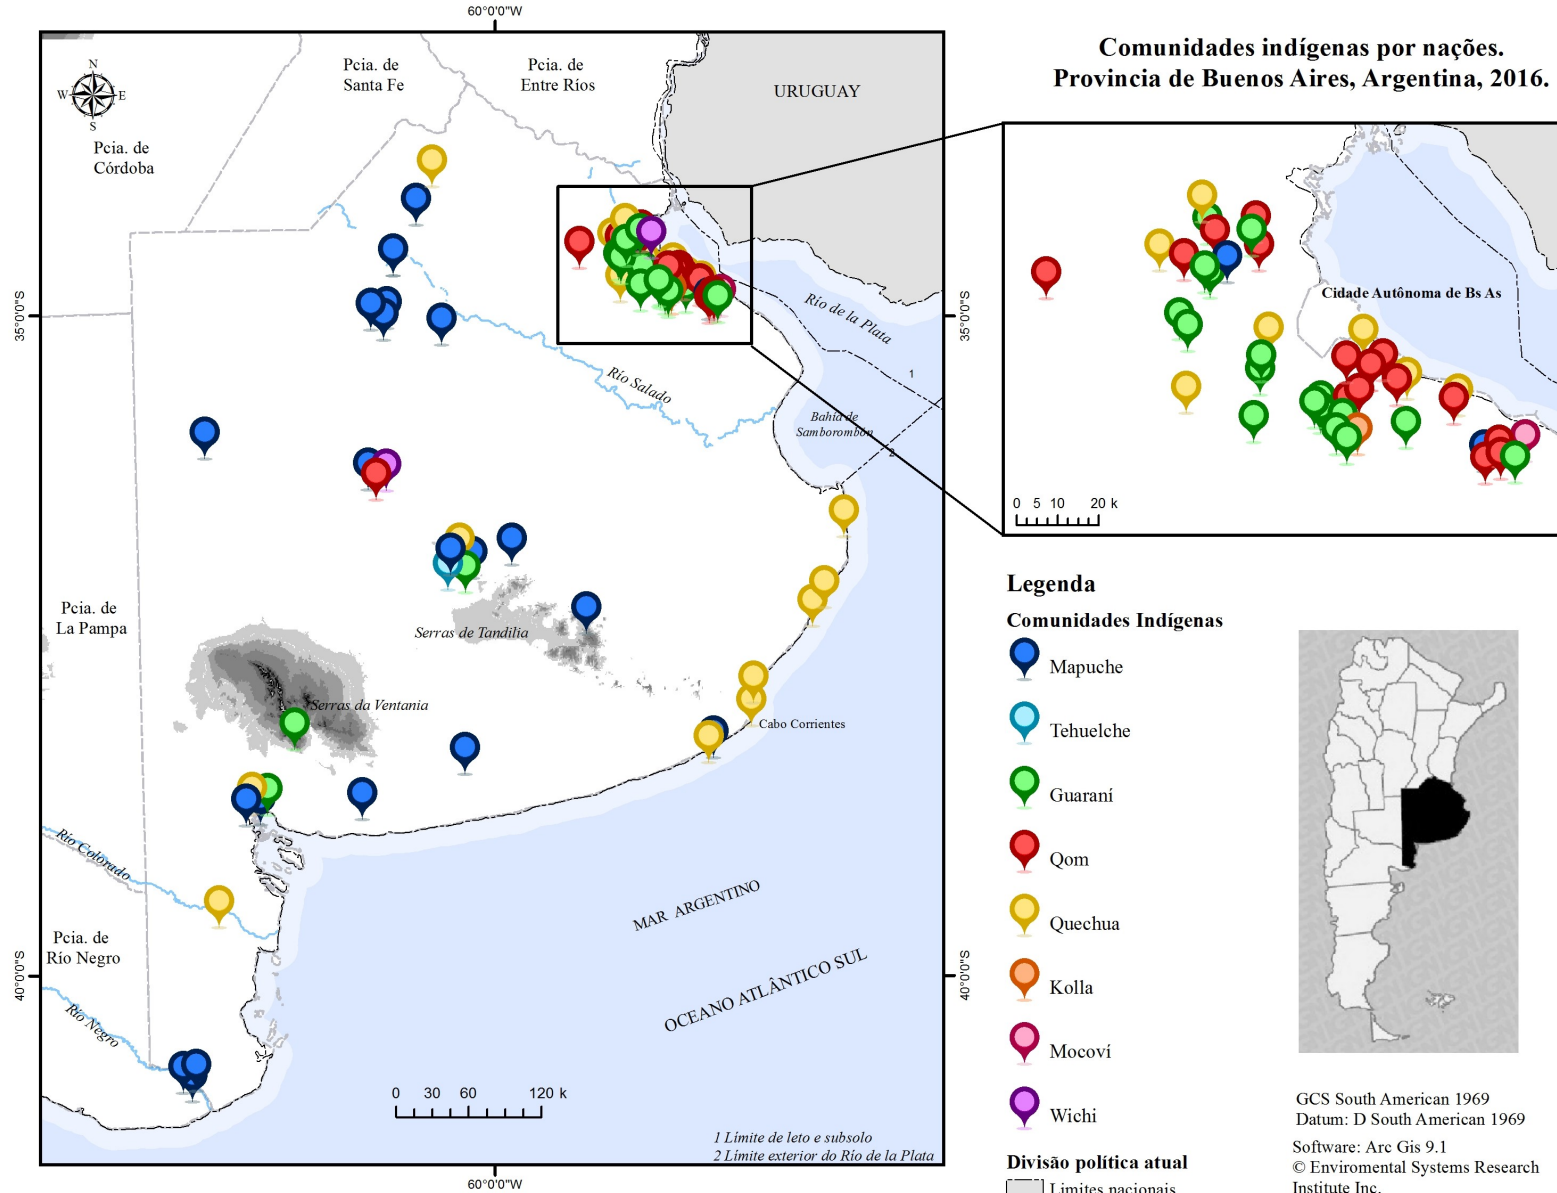 60°0'0"W
Comunidades indígenas por nações.
Provincia de Buenos Aires, Argentina, 2016.
N
W E
S
Pcia. de
Santa Fe
Pcia. de
Entre Ríos
URUGUAY
Pcia. de
Córdoba
35°0'0"S
35°0'0"S
Río de la Plata
1
Río Salado
Bahía de
Samborombón
2
Cidade Autônoma de Bs As
0 5 10 20 k
Pcia. de
La Pampa
Serras de Tandilia
Serras da Ventania
Cabo Corrientes
Río Colorado
Pcia. de
Río Negro
Río Negro
MAR ARGENTINO
OCEANO ATLÂNTICO SUL
40°0'0"S
40°0'0"S
0 30 60 120 k
1 Límite de leto e subsolo
2 Límite exterior do Río de la Plata
60°0'0"W
Legenda
Comunidades Indígenas
Mapuche
Tehuelche
Guaraní
Qom
Quechua
Kolla
Mocoví
Wichi
Divisão política atual
Limites nacionais
GCS South American 1969
Datum: D South American 1969
Software: Arc Gis 9.1
© Enviromental Systems Research
Institute Inc.